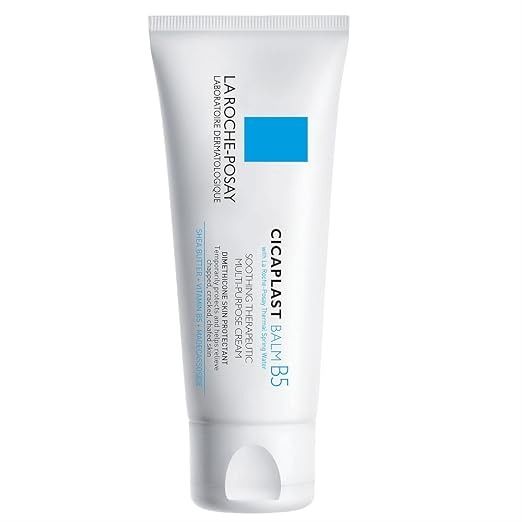 LA ROCHE-POSAY
LABORATOIRE DERMATOLOGIQUE
CICAPLAST BALM B5
with La Roche-Posay Thermal Spring Water
SOOTHING THERAPEUTIC
MULTI-PURPOSE CREAM
DIMETHICONE SKIN PROTECTANT
Temporarily protects and helps relieve
chapped, cracked, chafed skin
SHEA BUTTER + VITAMIN B5 + MADECASSOSIDE